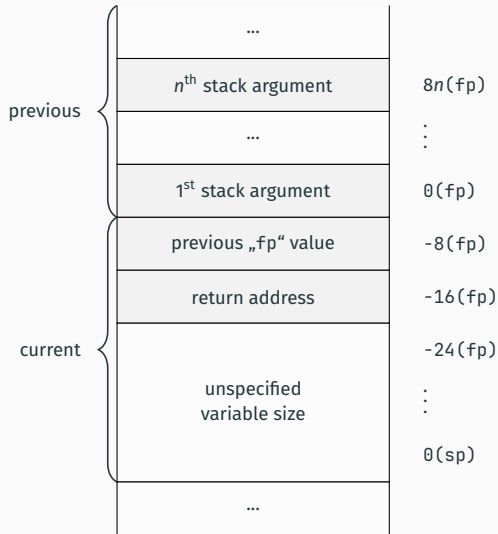 ...
nth stack argument 8n(fp)
previous
... ⋮
1st stack argument 0(fp)
previous „fp“ value -8(fp)
return address -16(fp)
current -24(fp)
unspecified
variable size ⋮
0(sp)
...